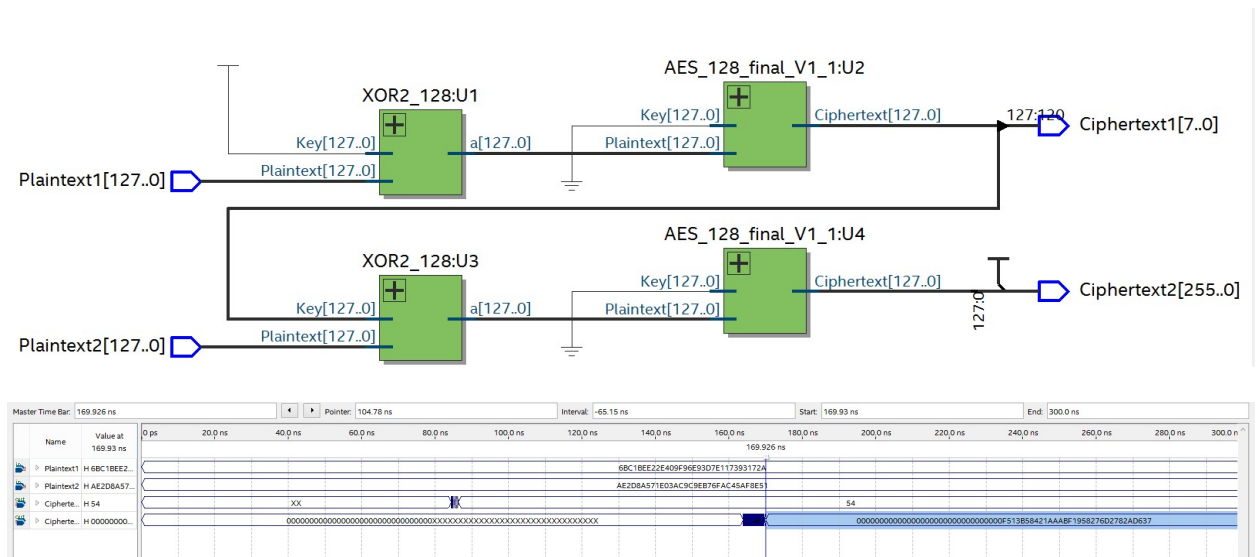 AES_128_final_V1_1:U2
XOR2_128:U1
Key[127..0]
Ciphertext[127..0]
127:120
Ciphertext1[7..0]
Key[127..0]
a[127..0]
Plaintext[127..0]
Plaintext1[127..0]
Plaintext[127..0]
AES_128_final_V1_1:U4
XOR2_128:U3
Key[127..0]
Ciphertext[127..0]
Ciphertext2[255..0]
Key[127..0]
a[127..0]
Plaintext[127..0]
127:0
Plaintext2[127..0]
Plaintext[127..0]
Master Time Bar: 169.926 ns Pointer: 104.78 ns Interval: -65.15 ns Start: 169.93 ns End: 300.0 ns
Name Value at 169.93 ns
0 ps 20.0 ns 40.0 ns 60.0 ns 80.0 ns 100.0 ns 120.0 ns 140.0 ns 160.0 ns 180.0 ns 200.0 ns 220.0 ns 240.0 ns 260.0 ns 280.0 ns 300.0 n
169.926 ns
Plaintext1 H 6BC1BEE2... 6BC1BEE22E409F96E93D7E117393172A
Plaintext2 H AE2D8A57... AE2D8A571E03AC9C9EB76FAC45AF8E51
Cipherte... H 54 XX 54
Cipherte... H 00000000... 00000000000000000000000000000000XXXXXXXXXXXXXXXXXXXXXXXXXXXXXXXX 00000000000000000000000000000000F513B58421AAABF1958276D2782AD637